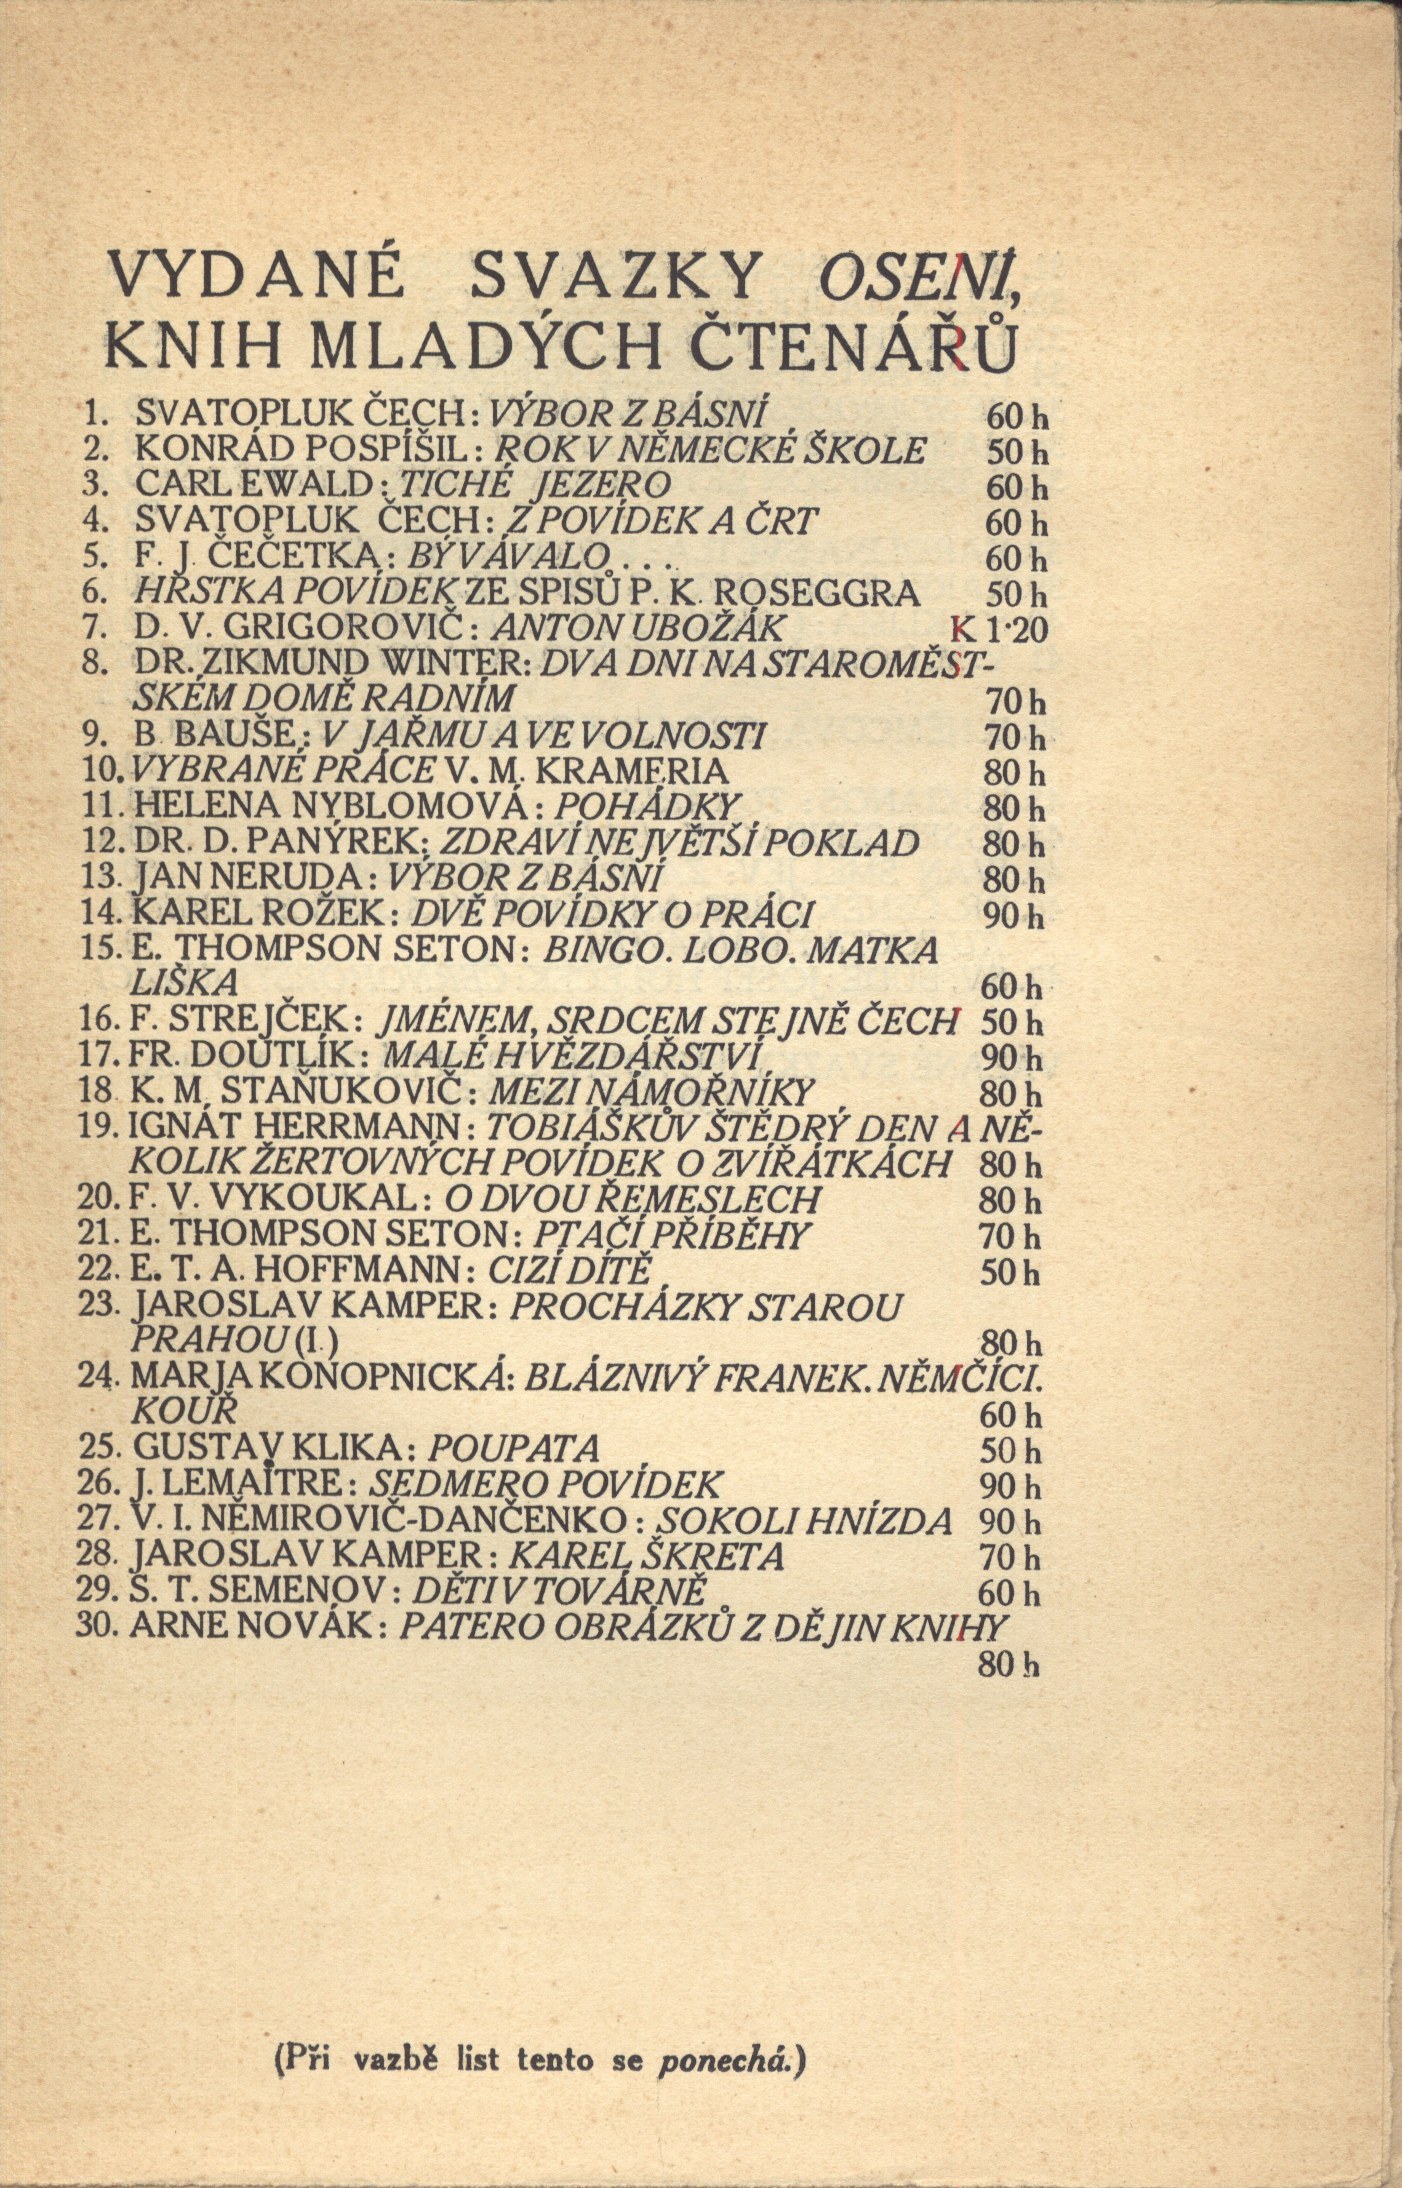 VYDANÉ SVAZKY OSENÍ,
KNIH MLADÝCH ČTENÁŘŮ
1. SVATOPLUK ČECH: VÝBOR Z BÁSNÍ 60 h
2. KONRÁD POSPÍŠIL: ROK V NĚMECKÉ ŠKOLE 50 h
3. CARL EWALD: TICHÉ JEZERO 60 h
4. SVATOPLUK ČECH: Z POVÍDEK A ČRT 60 h
5. F. J. ČEČETKA: BÝVÁVALO . . . 60 h
6. HRSTKA POVÍDEK ZE SPISŮ P. K. ROSEGGRA 50 h
7. D. V. GRIGOROVIČ: ANTON UBOŽÁK K 1·20
8. DR. ZIKMUND WINTER: DVA DNI NA STAROMĚST-
SKÉM DOMĚ RADNÍM 70 h
9. B. BAUŠE: V JAŘMU A VE VOLNOSTI 70 h
10. VYBRANÉ PRÁCE V. M. KRAMERIA 80 h
11. HELENA NYBLOMOVÁ: POHÁDKY 80 h
12. DR. D. PANÝREK: ZDRAVÍ NEJVĚTŠÍ POKLAD 80 h
13. JAN NERUDA: VÝBOR Z BÁSNÍ 80 h
14. KAREL ROŽEK: DVĚ POVÍDKY O PRÁCI 90 h
15. E. THOMPSON SETON: BINGO. LOBO. MATKA
LIŠKA 60 h
16. F. STREJČEK: JMÉNEM, SRDCEM STEJNĚ ČECH 50 h
17. FR. DOUTLÍK: MALÉ HVĚZDÁŘSTVÍ 90 h
18. K. M. STAŇUKOVIČ: MEZI NÁMOŘNÍKY 80 h
19. IGNÁT HERRMANN: TOBIÁŠKŮV ŠTĚDRÝ DEN A NĚ-
KOLIK ŽERTOVNÝCH POVÍDEK O ZVÍŘÁTKÁCH 80 h
20. F. V. VYKOUKAL: O DVOU ŘEMESLECH 80 h
21. E. THOMPSON SETON: PTAČÍ PŘÍBĚHY 70 h
22. E. T. A. HOFFMANN: CIZÍ DÍTĚ 50 h
23. JAROSLAV KAMPER: PROCHÁZKY STAROU
PRAHOU (I.) 80 h
24. MARJA KONOPNICKÁ: BLÁZNIVÝ FRANEK. NĚMČÍCI.
KOUŘ 60 h
25. GUSTAV KLIKA: POUPATA 50 h
26. J. LEMAÎTRE: SEDMERO POVÍDEK 90 h
27. V. I. NĚMIROVIČ-DANČENKO: SOKOLI HNÍZDA 90 h
28. JAROSLAV KAMPER: KAREL ŠKRETA 70 h
29. S. T. SEMENOV: DĚTI V TOVÁRNĚ 60 h
30. ARNE NOVÁK: PATERO OBRÁZKŮ Z DĚJIN KNIHY
80 h
(Při vazbě list tento se ponechá.)